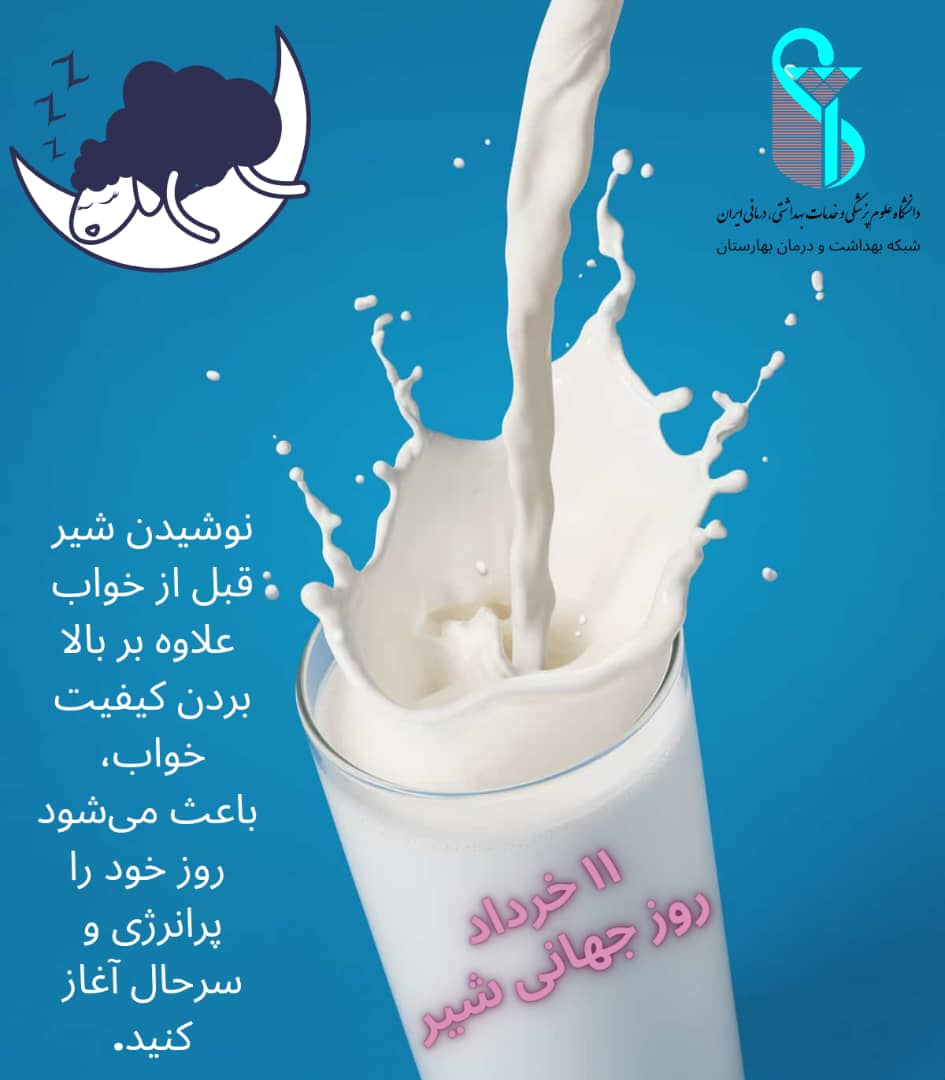 z
z
z
دانشگاه علوم پزشکی و خدمات بهداشتی، درمانی ایران
شبکه بهداشت و درمان بهارستان
نوشیدن شیر
قبل از خواب
علاوه بر بالا
بردن کیفیت
خواب،
باعث می‌شود
روز خود را
پرانرژی و
سرحال آغاز
کنید.
۱۱ خرداد
روز جهانی شیر